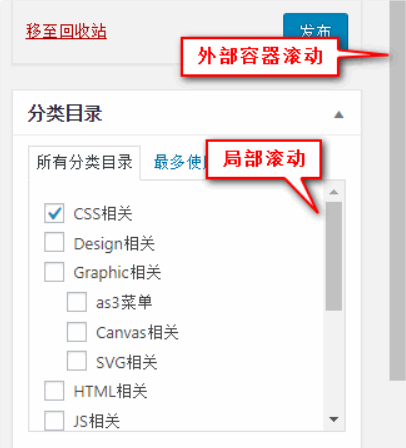 移至回收站
发布
外部容器滚动
分类目录
所有分类目录
最多使
局部滚动
CSS相关
Design相关
Graphic相关
as3菜单
Canvas相关
SVG相关
HTML相关
JS相关